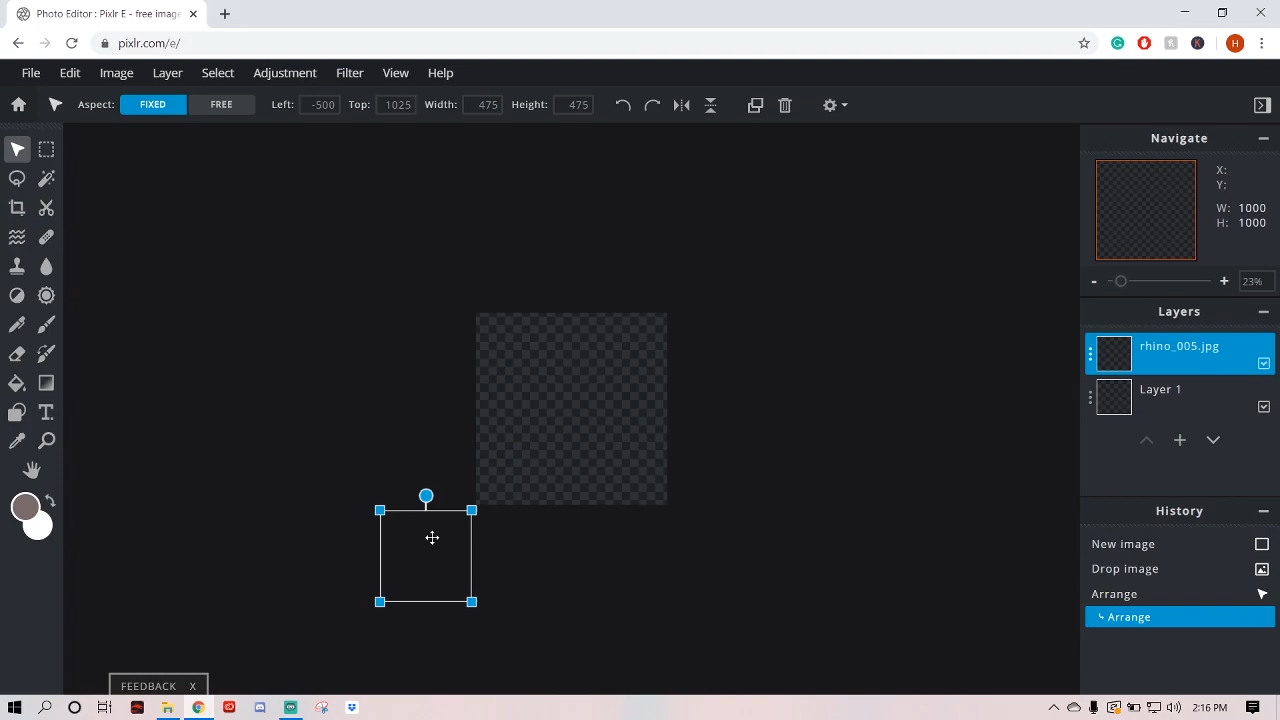 Photo Editor : Pixlr E - free image
pixlr.com/e/
File Edit Image Layer Select Adjustment Filter View Help
Aspect: FIXED FREE Left: -500 Top: 1025 Width: 475 Height: 475
Navigate
X:
Y:
W: 1000
H: 1000
- + 23%
Layers
rhino_005.jpg
Layer 1
History
New image
Drop image
Arrange
Arrange
FEEDBACK X
2:16 PM